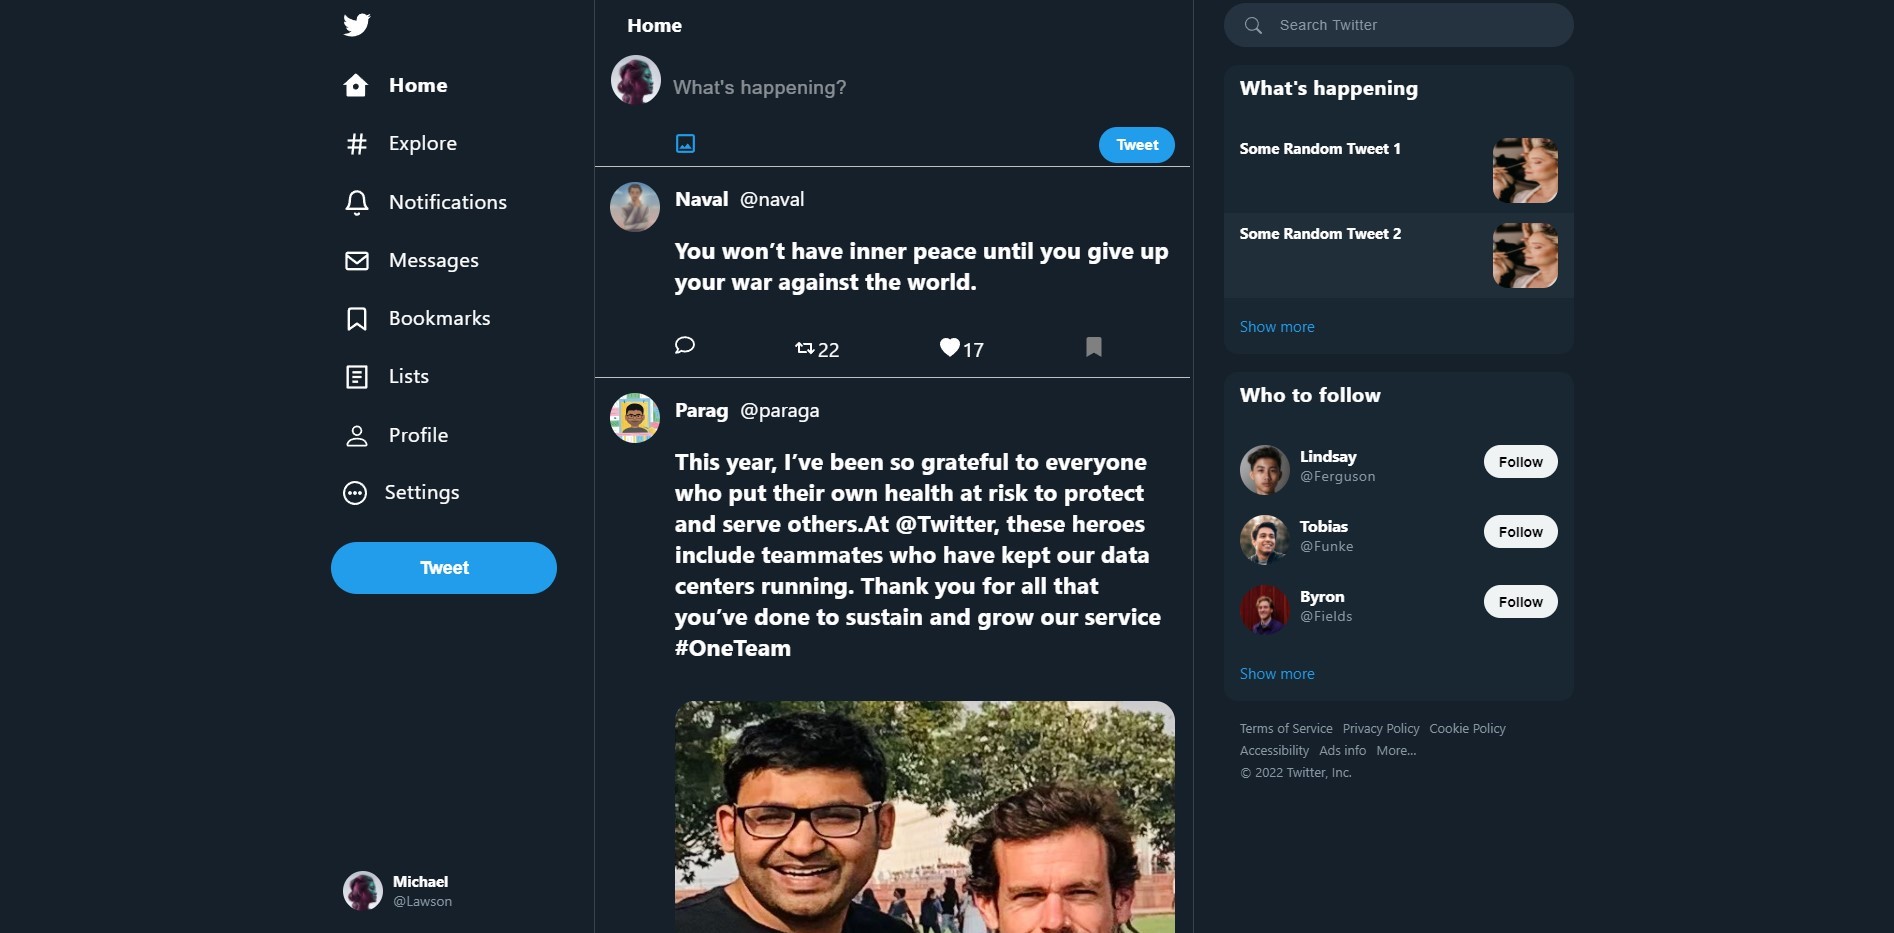 Home
Explore
Notifications
Messages
Bookmarks
Lists
Profile
Settings
Tweet
Michael
@Lawson
Home
What's happening?
Tweet
Naval @naval
You won’t have inner peace until you give up
your war against the world.
22 17
Parag @paraga
This year, I’ve been so grateful to everyone
who put their own health at risk to protect
and serve others.At @Twitter, these heroes
include teammates who have kept our data
centers running. Thank you for all that
you’ve done to sustain and grow our service
#OneTeam
Search Twitter
What's happening
Some Random Tweet 1
Some Random Tweet 2
Show more
Who to follow
Lindsay
@Ferguson
Follow
Tobias
@Funke
Follow
Byron
@Fields
Follow
Show more
Terms of Service Privacy Policy Cookie Policy
Accessibility Ads info More...
© 2022 Twitter, Inc.